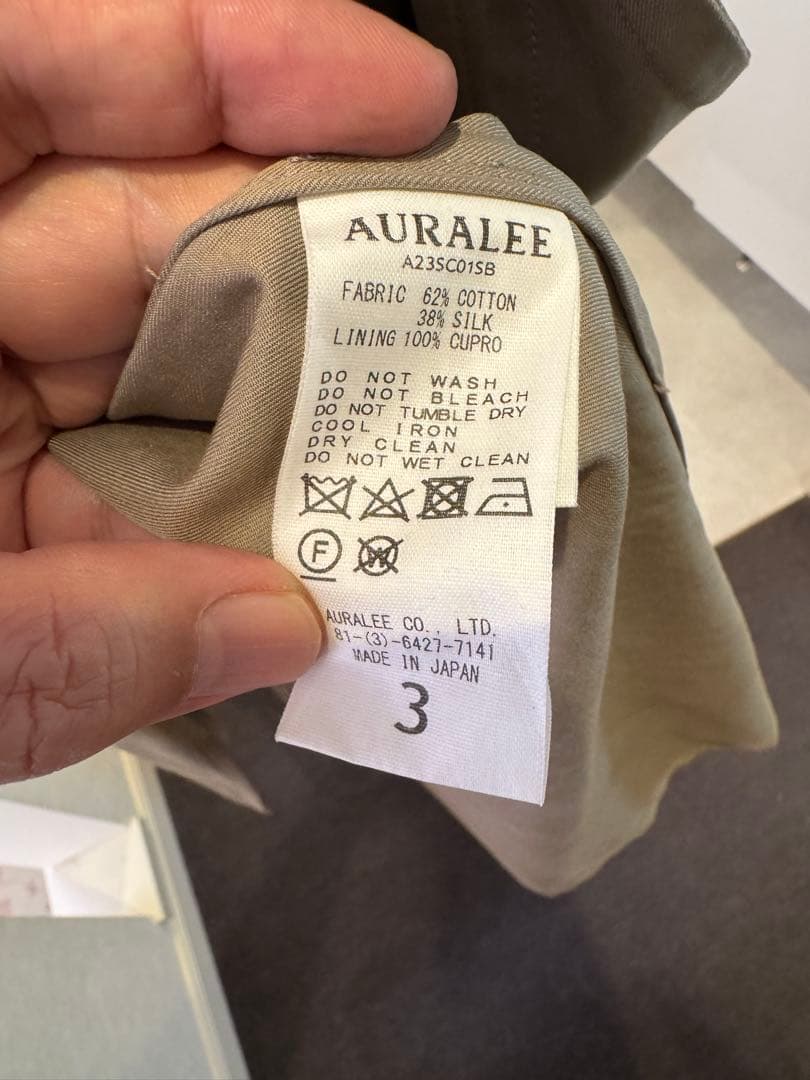 AURALEE
A23SC01SB
FABRIC 62% COTTON
38% SILK
LINING 100% CUPRO
DO NOT WASH
DO NOT BLEACH
DO NOT TUMBLE DRY
COOL IRON
DRY CLEAN
DO NOT WET CLEAN
F W
AURALEE CO., LTD.
81-(3)-6427-7141
MADE IN JAPAN
3